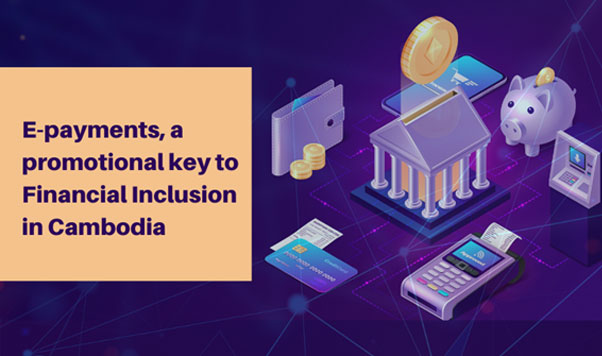 E-payments, a
promotional key to
Financial Inclusion
in Cambodia